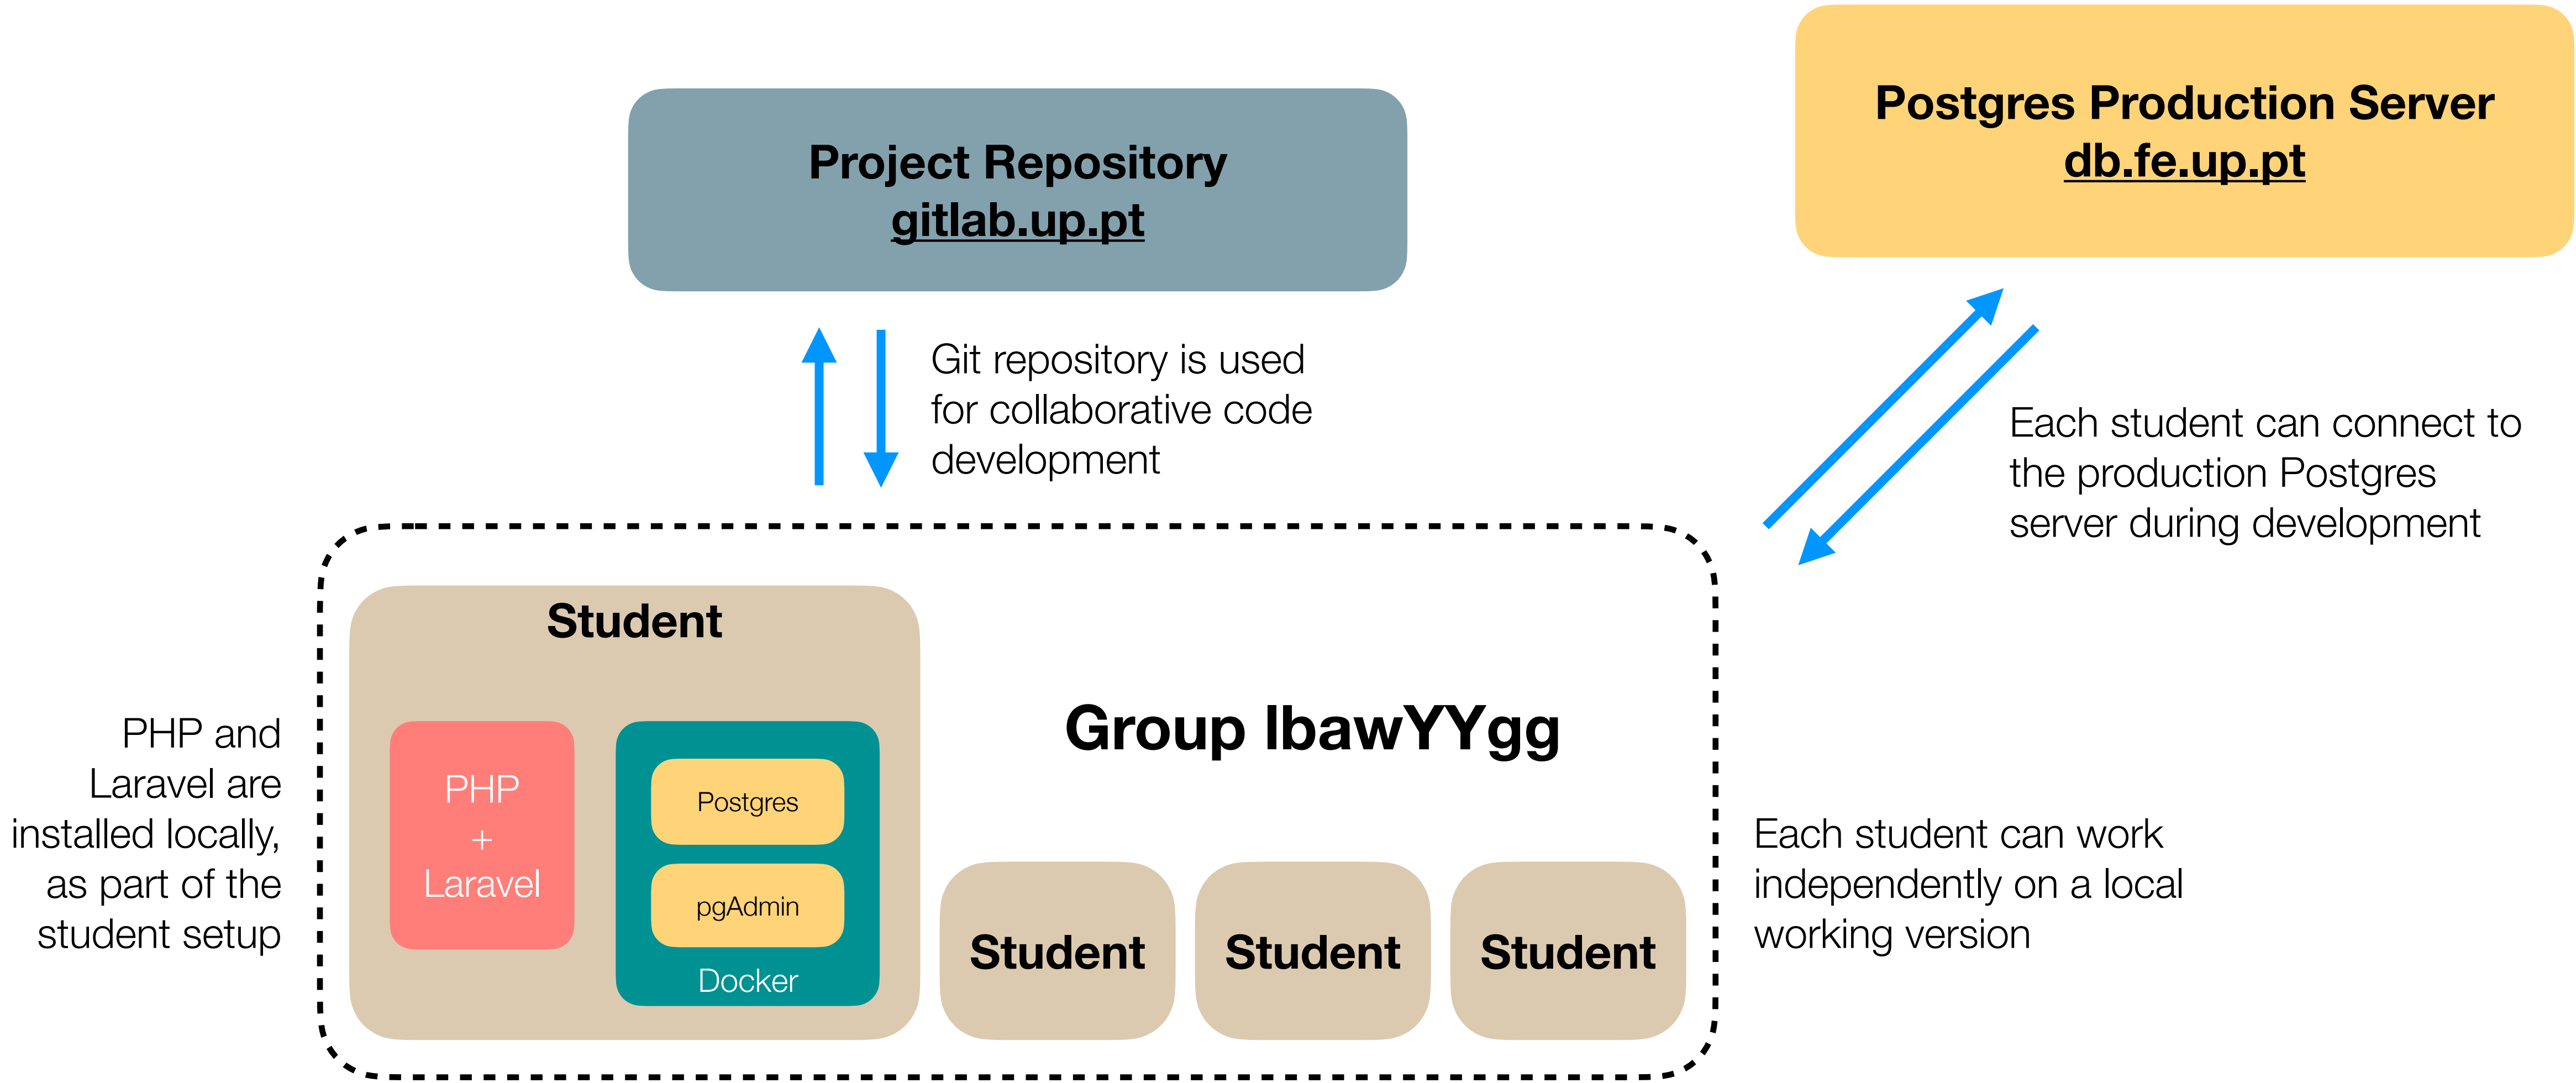 Project Repository
gitlab.up.pt
Postgres Production Server
db.fe.up.pt
Git repository is used
for collaborative code
development
Each student can connect to
the production Postgres
server during development
Student
PHP
+
Laravel
Postgres
pgAdmin
Docker
Group lbawYYgg
Student
Student
Student
PHP and
Laravel are
installed locally,
as part of the
student setup
Each student can work
independently on a local
working version